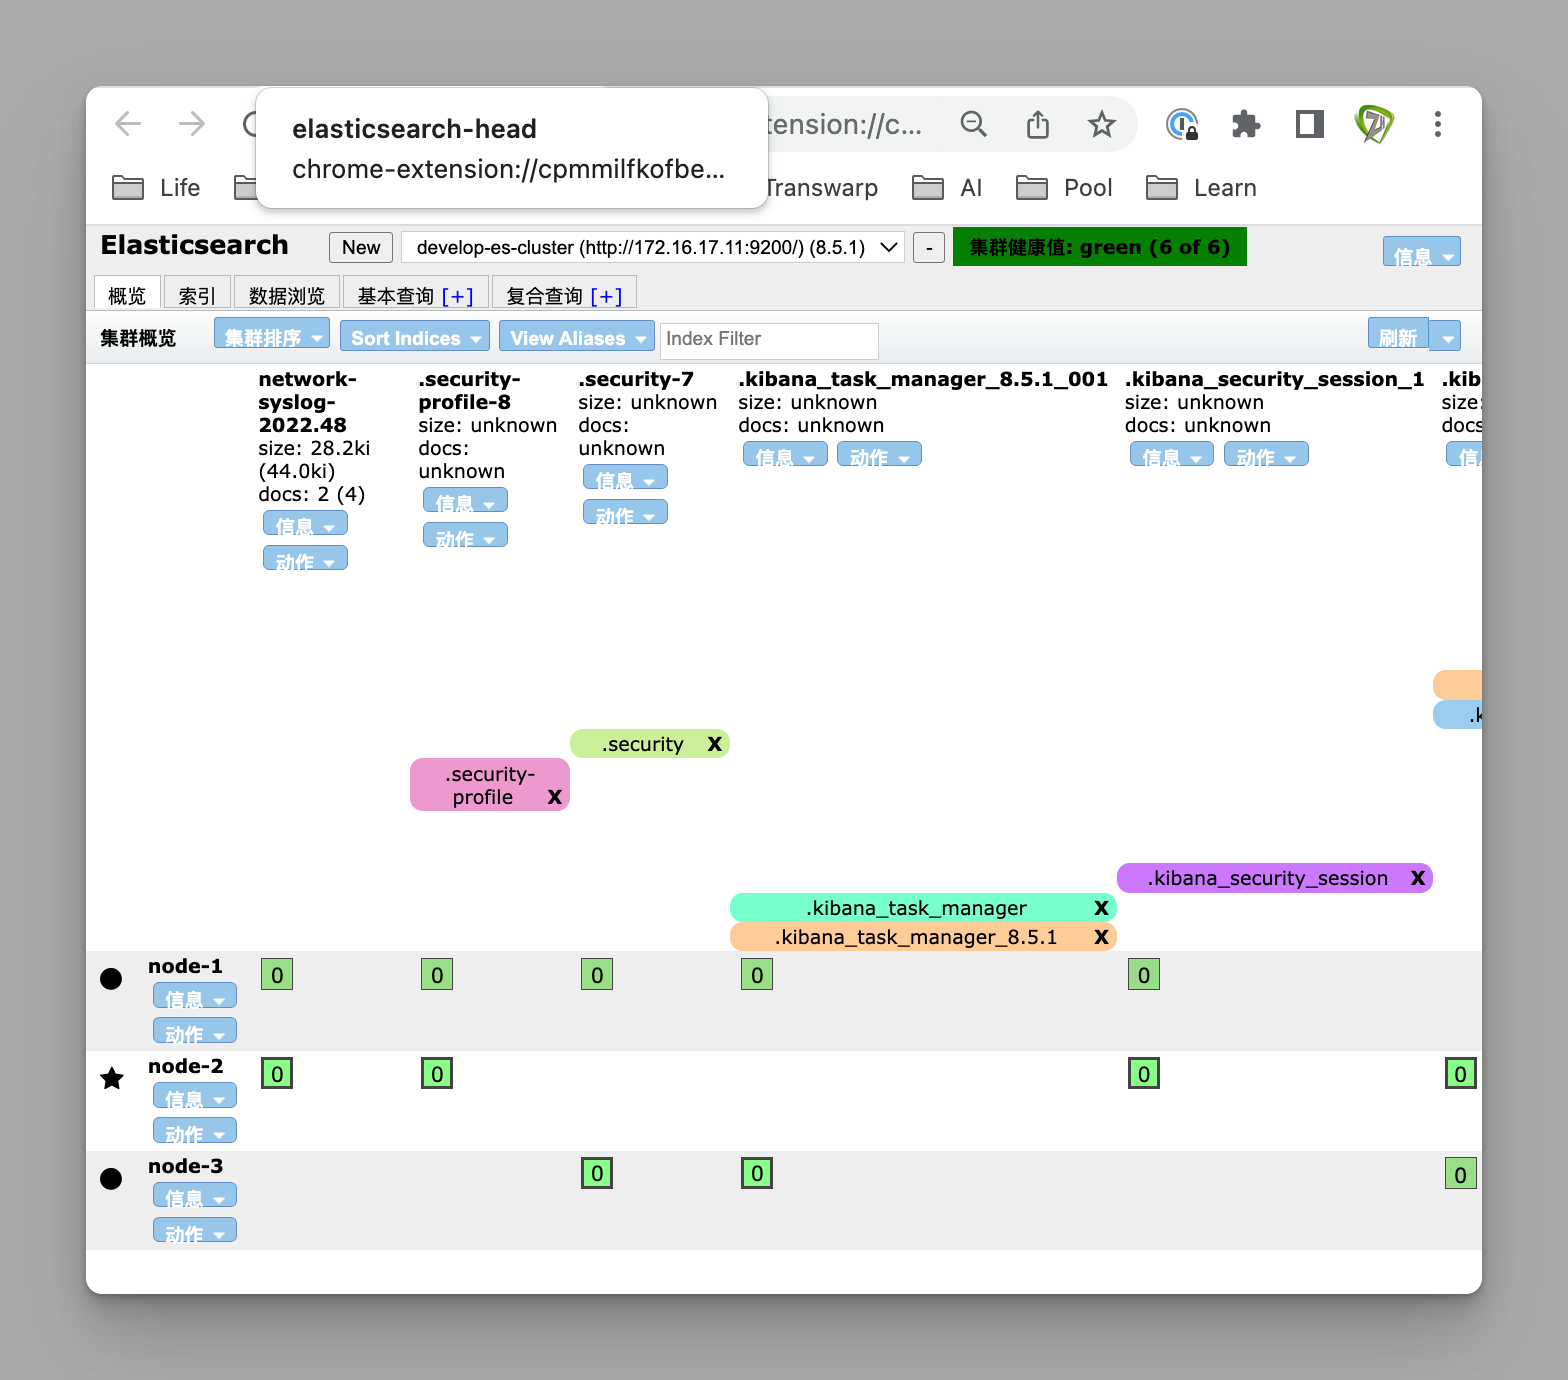 elasticsearch-head
chrome-extension://cpmmilfkofbe...
tension://c...
Life
Transwarp
AI
Pool
Learn
Elasticsearch
New
develop-es-cluster (http://172.16.17.11:9200/) (8.5.1)
-
集群健康值: green (6 of 6)
信息
概览
索引
数据浏览
基本查询 [+]
复合查询 [+]
集群概览
集群排序
Sort Indices
View Aliases
Index Filter
刷新
network-
syslog-
2022.48
size: 28.2ki
(44.0ki)
docs: 2 (4)
信息
动作
.security-
profile-8
size: unknown
docs:
unknown
信息
动作
.security-7
size: unknown
docs:
unknown
信息
动作
.kibana_task_manager_8.5.1_001
size: unknown
docs: unknown
信息 动作
.kibana_security_session_1
size: unknown
docs: unknown
信息 动作
.kib
size:
docs
信息
.k
.security X
.security-
profile X
.kibana_security_session X
.kibana_task_manager X
.kibana_task_manager_8.5.1 X
node-1
信息
动作
0 0 0 0 0
node-2
信息
动作
0 0 0 0
node-3
信息
动作
0 0 0